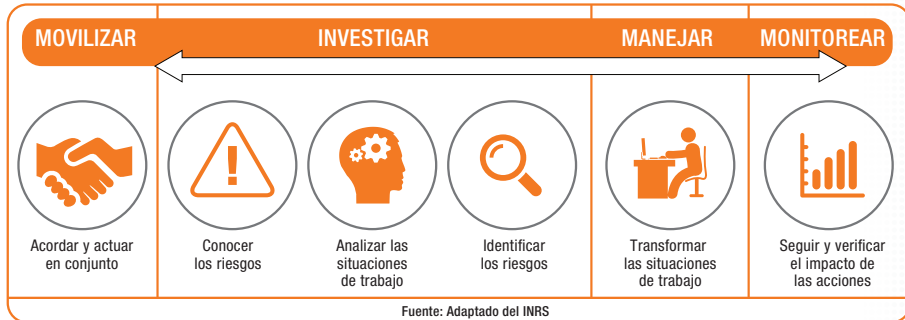 MOVILIZAR
INVESTIGAR
MANEJAR
MONITOREAR
Acordar y actuar
en conjunto
Conocer
los riesgos
Analizar las
situaciones
de trabajo
Identificar
los riesgos
Transformar
las situaciones
de trabajo
Seguir y verificar
el impacto de
las acciones
Fuente: Adaptado del INRS